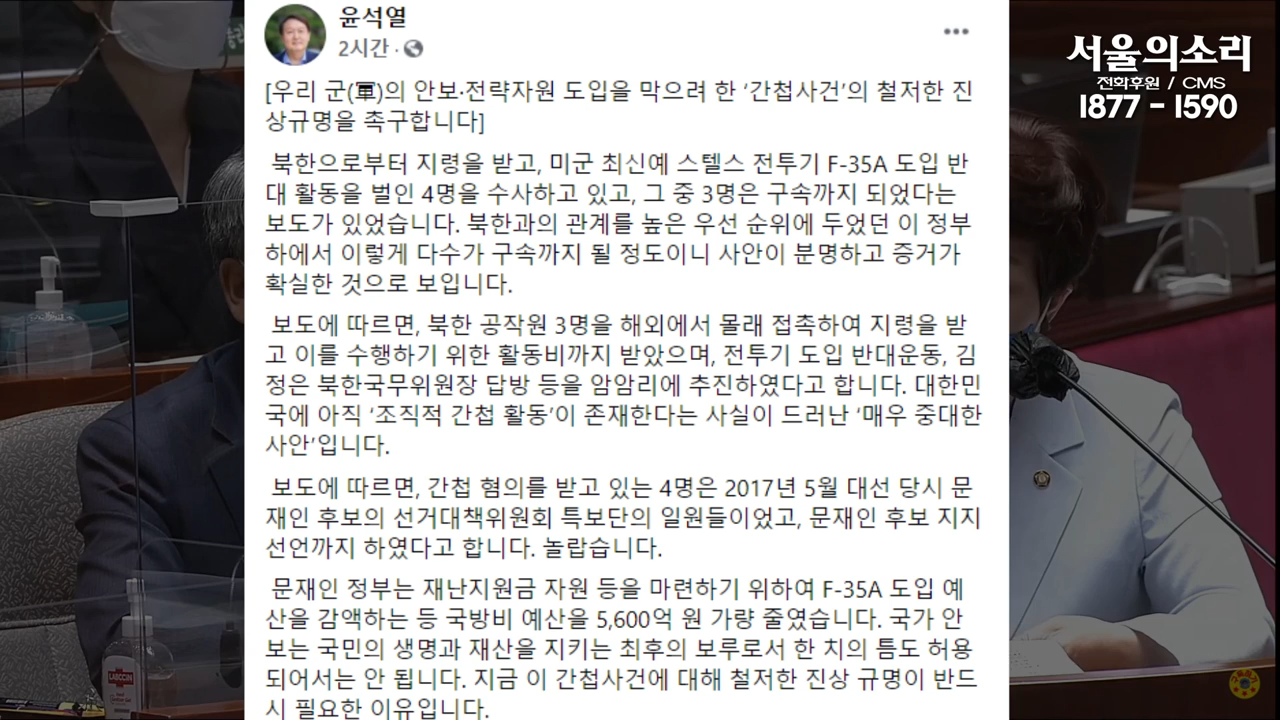 윤석열
2시간 ·
[우리 군(軍)의 안보·전략자원 도입을 막으려 한 ‘간첩사건’의 철저한 진
상규명을 촉구합니다]
북한으로부터 지령을 받고, 미군 최신예 스텔스 전투기 F-35A 도입 반
대 활동을 벌인 4명을 수사하고 있고, 그 중 3명은 구속까지 되었다는
보도가 있었습니다. 북한과의 관계를 높은 우선 순위에 두었던 이 정부
하에서 이렇게 다수가 구속까지 될 정도이니 사안이 분명하고 증거가
확실한 것으로 보입니다.
보도에 따르면, 북한 공작원 3명을 해외에서 몰래 접촉하여 지령을 받
고 이를 수행하기 위한 활동비까지 받았으며, 전투기 도입 반대운동, 김
정은 북한국무위원장 답방 등을 암암리에 추진하였다고 합니다. 대한민
국에 아직 ‘조직적 간첩 활동’이 존재한다는 사실이 드러난 ‘매우 중대한
사안’입니다.
보도에 따르면, 간첩 혐의를 받고 있는 4명은 2017년 5월 대선 당시 문
재인 후보의 선거대책위원회 특보단의 일원들이었고, 문재인 후보 지지
선언까지 하였다고 합니다. 놀랍습니다.
문재인 정부는 재난지원금 자원 등을 마련하기 위하여 F-35A 도입 예
산을 감액하는 등 국방비 예산을 5,600억 원 가량 줄였습니다. 국가 안
보는 국민의 생명과 재산을 지키는 최후의 보루로서 한 치의 틈도 허용
되어서는 안 됩니다. 지금 이 간첩사건에 대해 철저한 진상 규명이 반드
시 필요한 이유입니다.
서울의소리
전화후원 / CMS
1877 - 1590
LABCCIN